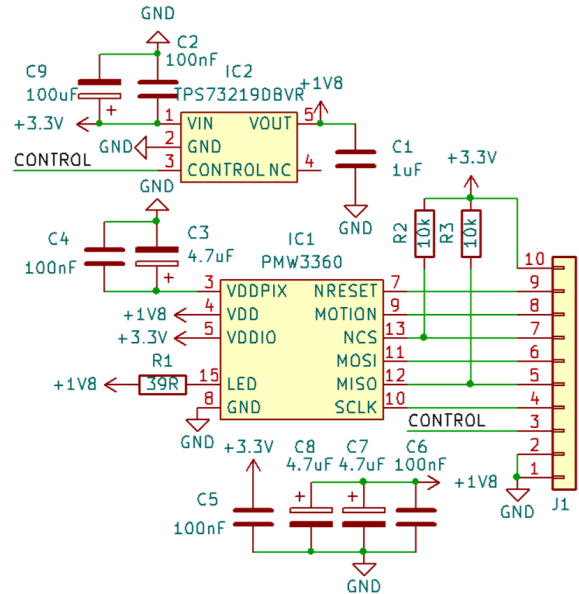 GND
C2
100nF
C9
100uF
+
IC2
TPS73219DBVR
+1V8
+3.3V
1 VIN VOUT 5
GND 2 GND
CONTROL 3 CONTROL NC 4
C1
1uF
GND
GND
C4
100nF
C3
4.7uF
+
IC1
PMW3360
+3.3V
R2 10k
R3 10k
3 VDDPIX NRESET 7
+1V8 4 VDD MOTION 9
+3.3V 5 VDDIO NCS 13
MOSI 11
R1
+1V8 39R 15 LED MISO 12
8 GND SCLK 10
GND
10
9
8
7
6
5
4
CONTROL 3
2
1
GND
J1
+3.3V
C8
4.7uF
+
C7
4.7uF
+
C6
100nF
+1V8
C5
100nF
GND